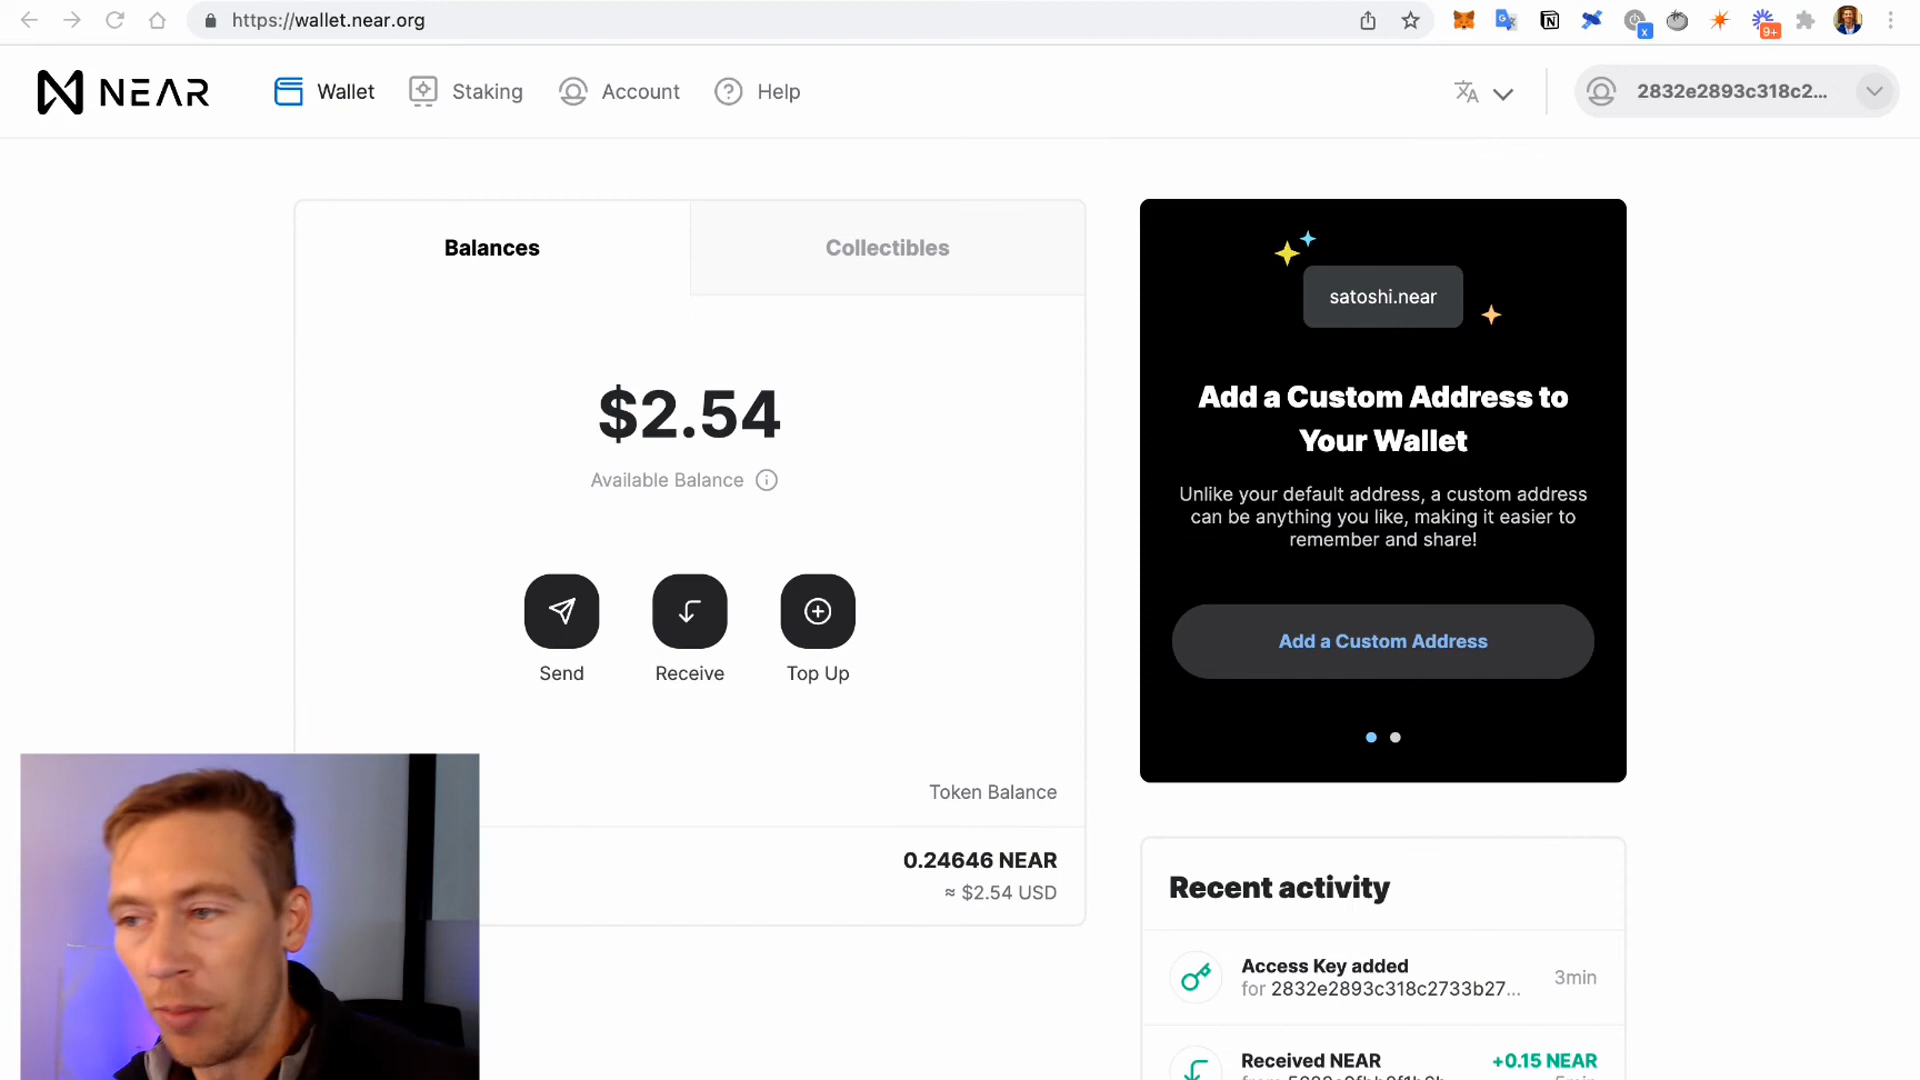 https://wallet.near.org
x
9+
NEAR
Wallet
Staking
Account
Help
2832e2893c318c2...
Balances
Collectibles
$2.54
Available Balance
Send
Receive
Top Up
Token Balance
0.24646 NEAR
≈ $2.54 USD
satoshi.near
Add a Custom Address to
Your Wallet
Unlike your default address, a custom address
can be anything you like, making it easier to
remember and share!
Add a Custom Address
Recent activity
Access Key added
3min
for 2832e2893c318c2733b27...
Received NEAR
+0.15 NEAR